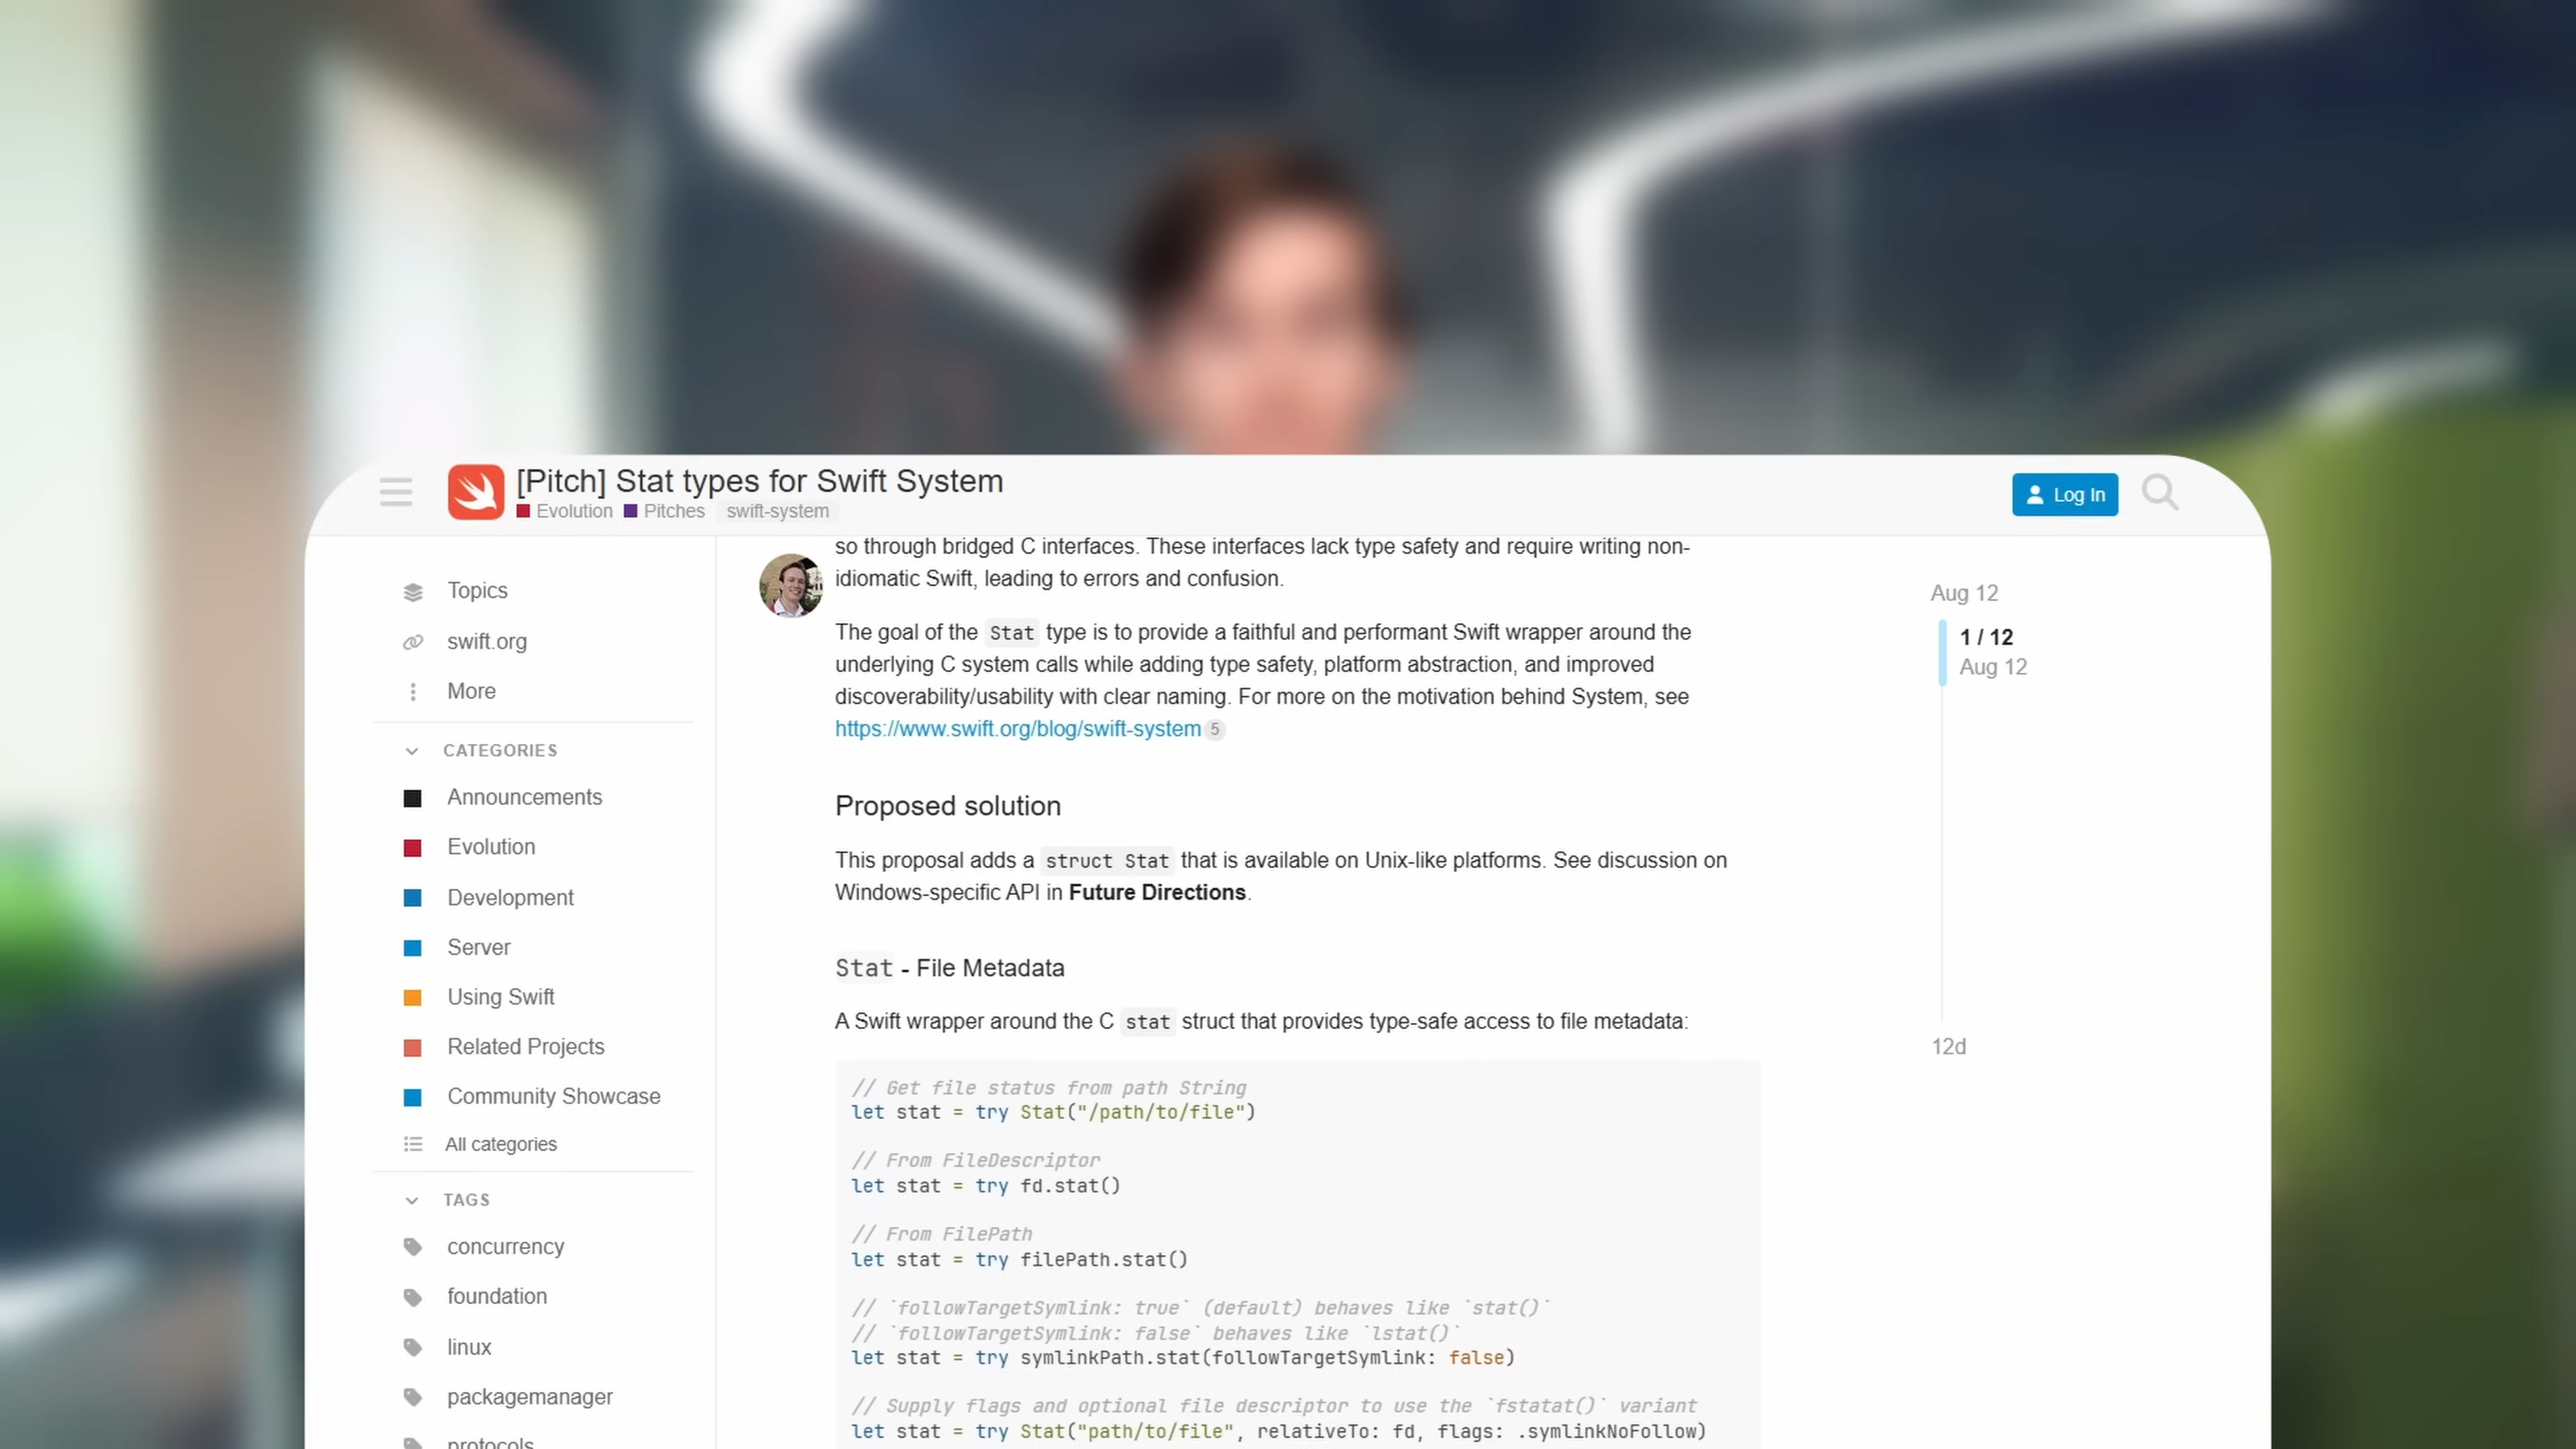 [Pitch] Stat types for Swift System
Evolution Pitches swift-system
Log In
Topics
swift.org
More
CATEGORIES
Announcements
Evolution
Development
Server
Using Swift
Related Projects
Community Showcase
All categories
TAGS
concurrency
foundation
linux
packagemanager
protocols
so through bridged C interfaces. These interfaces lack type safety and require writing non-
idiomatic Swift, leading to errors and confusion.
The goal of the Stat type is to provide a faithful and performant Swift wrapper around the
underlying C system calls while adding type safety, platform abstraction, and improved
discoverability/usability with clear naming. For more on the motivation behind System, see
https://www.swift.org/blog/swift-system 5
Proposed solution
This proposal adds a struct Stat that is available on Unix-like platforms. See discussion on
Windows-specific API in Future Directions.
Stat - File Metadata
A Swift wrapper around the C stat struct that provides type-safe access to file metadata:
// Get file status from path String
let stat = try Stat("/path/to/file")
// From FileDescriptor
let stat = try fd.stat()
// From FilePath
let stat = try filePath.stat()
// `followTargetSymlink: true` (default) behaves like `stat()`
// `followTargetSymlink: false` behaves like `lstat()`
let stat = try symlinkPath.stat(followTargetSymlink: false)
// Supply flags and optional file descriptor to use the `fstatat()` variant
let stat = try Stat("path/to/file", relativeTo: fd, flags: .symlinkNoFollow)
Aug 12
1 / 12
Aug 12
12d